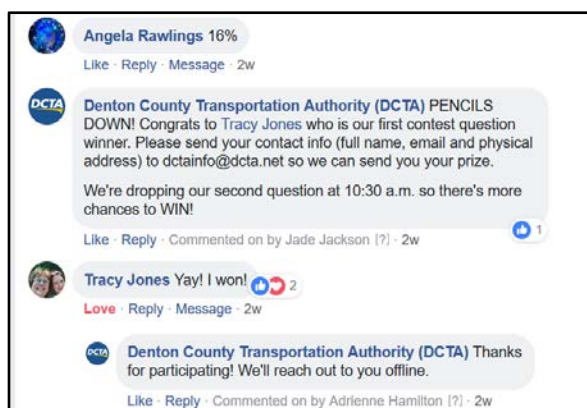 Angela Rawlings 16%
Like · Reply · Message · 2w
DCTA
Denton County Transportation Authority (DCTA) PENCILS
DOWN! Congrats to Tracy Jones who is our first contest question
winner. Please send your contact info (full name, email and physical
address) to dctainfo@dcta.net so we can send you your prize.
We're dropping our second question at 10:30 a.m. so there's more
chances to WIN!
1
Like · Reply · Commented on by Jade Jackson [?] · 2w
Tracy Jones Yay! I won!
2
Love · Reply · Message · 2w
DCTA
Denton County Transportation Authority (DCTA) Thanks
for participating! We'll reach out to you offline.
Like · Reply · Commented on by Adrienne Hamilton [?] · 2w